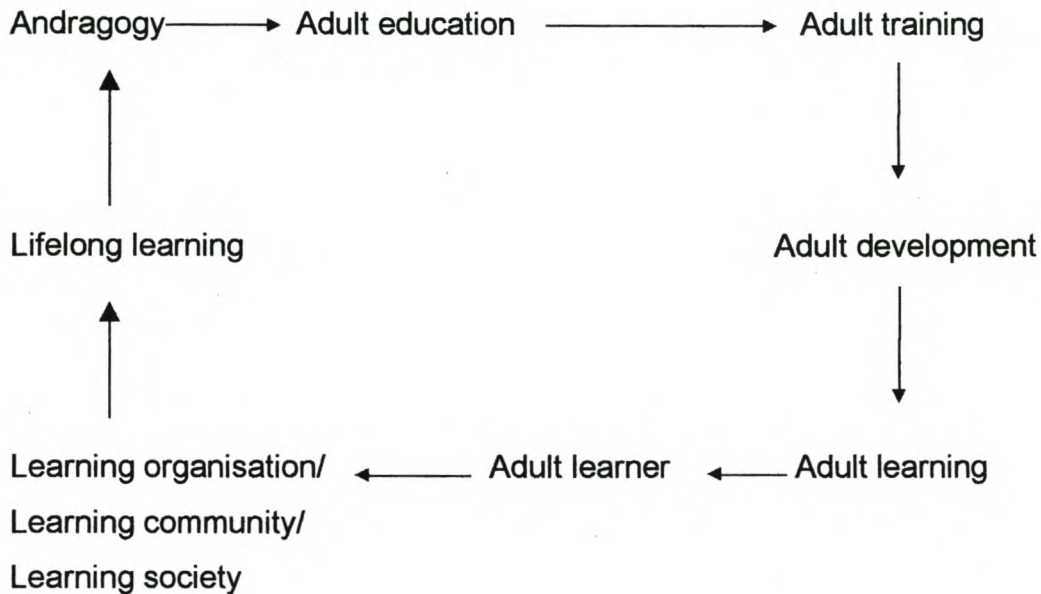 Andragogy Adult education Adult training
Lifelong learning Adult development
Learning organisation/ Adult learner Adult learning
Learning community/
Learning society